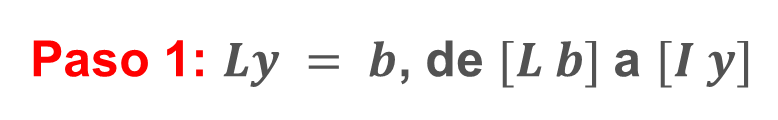 Paso 1: Ly = b, de [L b] a [I y]